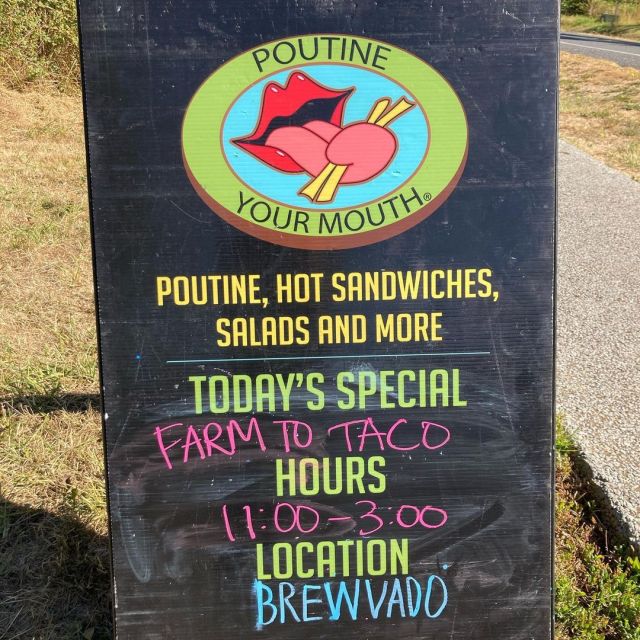 POUTINE
YOUR MOUTH®
POUTINE, HOT SANDWICHES,
SALADS AND MORE
TODAY'S SPECIAL
FARM TO TACO
HOURS
11:00-3:00
LOCATION
BREWVADO